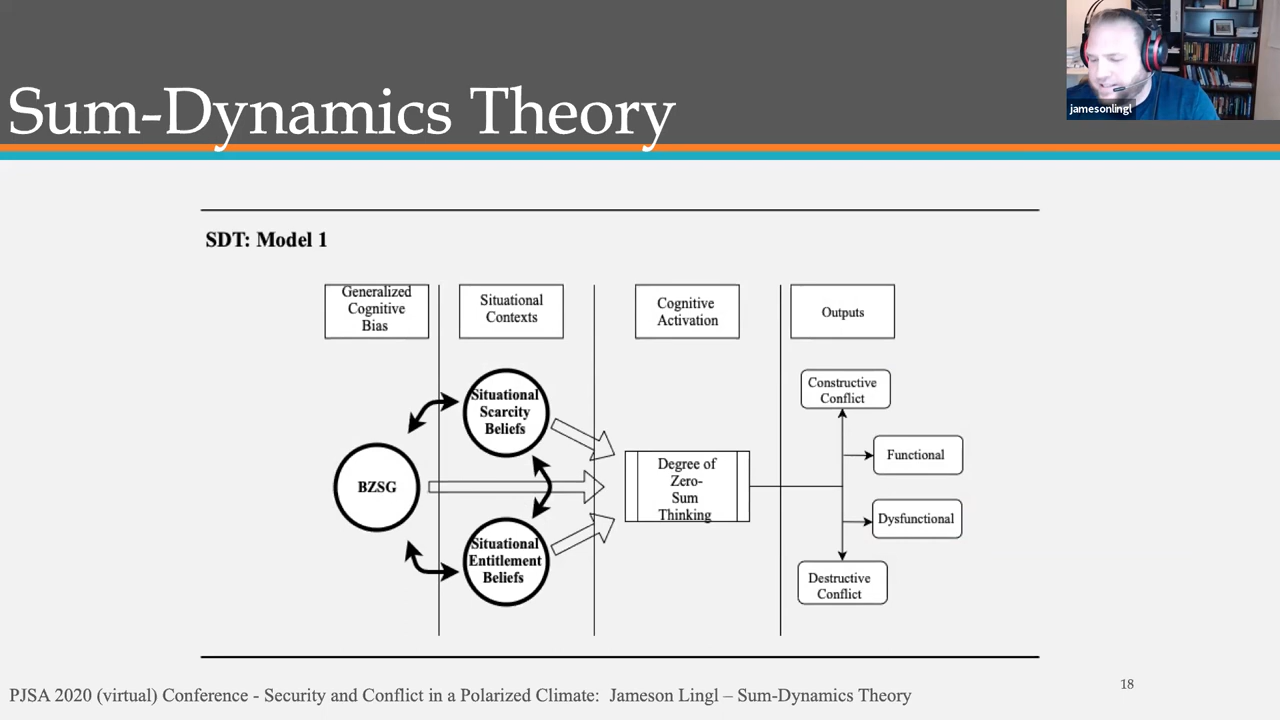 Sum-Dynamics Theory
jamesonlingl
SDT: Model 1
Generalized
Cognitive
Bias
Situational
Contexts
Cognitive
Activation
Outputs
Situational
Scarcity
Beliefs
BZSG
Situational
Entitlement
Beliefs
Degree of
Zero-
Sum
Thinking
Constructive
Conflict
Functional
Dysfunctional
Destructive
Conflict
PJSA 2020 (virtual) Conference - Security and Conflict in a Polarized Climate: Jameson Lingl – Sum-Dynamics Theory
18